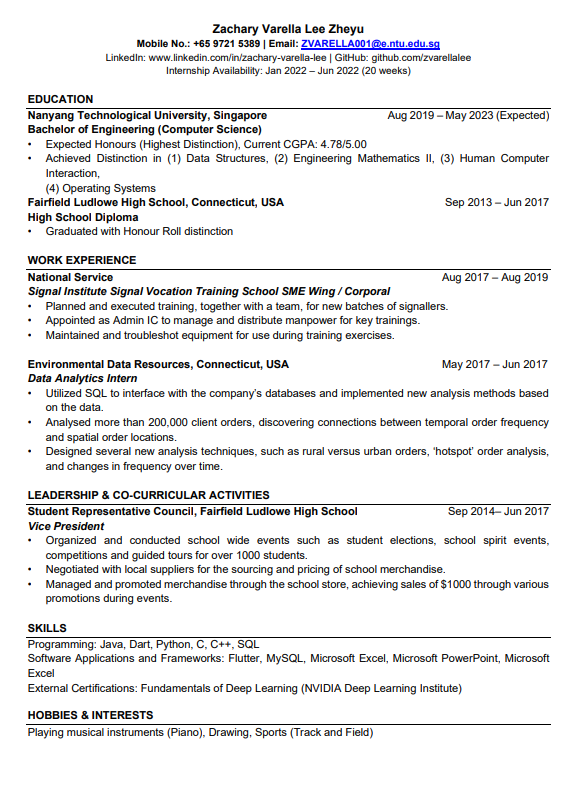 Zachary Varella Lee Zheyu
Mobile No.: +65 9721 5389 | Email: ZVARELLA001@e.ntu.edu.sg
LinkedIn: www.linkedin.com/in/zachary-varella-lee | GitHub: github.com/zvarellalee
Internship Availability: Jan 2022 – Jun 2022 (20 weeks)
EDUCATION
Nanyang Technological University, Singapore Aug 2019 – May 2023 (Expected)
Bachelor of Engineering (Computer Science)
• Expected Honours (Highest Distinction), Current CGPA: 4.78/5.00
• Achieved Distinction in (1) Data Structures, (2) Engineering Mathematics II, (3) Human Computer
Interaction,
(4) Operating Systems
Fairfield Ludlowe High School, Connecticut, USA Sep 2013 – Jun 2017
High School Diploma
• Graduated with Honour Roll distinction
WORK EXPERIENCE
National Service Aug 2017 – Aug 2019
Signal Institute Signal Vocation Training School SME Wing / Corporal
• Planned and executed training, together with a team, for new batches of signallers.
• Appointed as Admin IC to manage and distribute manpower for key trainings.
• Maintained and troubleshot equipment for use during training exercises.
Environmental Data Resources, Connecticut, USA May 2017 – Jun 2017
Data Analytics Intern
• Utilized SQL to interface with the company's databases and implemented new analysis methods based
on the data.
• Analysed more than 200,000 client orders, discovering connections between temporal order frequency
and spatial order locations.
• Designed several new analysis techniques, such as rural versus urban orders, 'hotspot' order analysis,
and changes in frequency over time.
LEADERSHIP & CO-CURRICULAR ACTIVITIES
Student Representative Council, Fairfield Ludlowe High School Sep 2014– Jun 2017
Vice President
• Organized and conducted school wide events such as student elections, school spirit events,
competitions and guided tours for over 1000 students.
• Negotiated with local suppliers for the sourcing and pricing of school merchandise.
• Managed and promoted merchandise through the school store, achieving sales of $1000 through various
promotions during events.
SKILLS
Programming: Java, Dart, Python, C, C++, SQL
Software Applications and Frameworks: Flutter, MySQL, Microsoft Excel, Microsoft PowerPoint, Microsoft
Excel
External Certifications: Fundamentals of Deep Learning (NVIDIA Deep Learning Institute)
HOBBIES & INTERESTS
Playing musical instruments (Piano), Drawing, Sports (Track and Field)